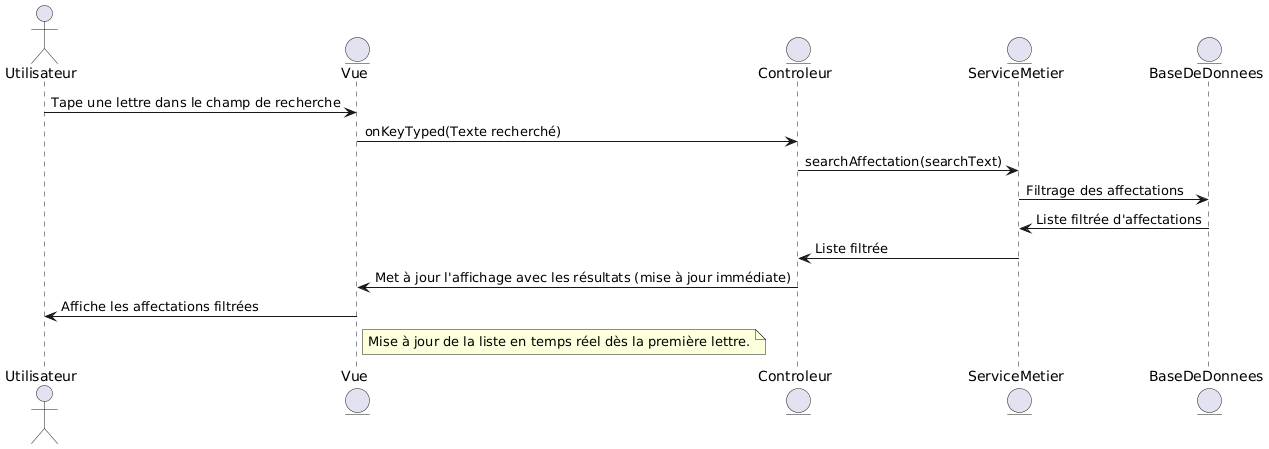 Utilisateur
Vue
Controleur
ServiceMetier
BaseDeDonnees
Tape une lettre dans le champ de recherche
onKeyTyped(Texte recherché)
searchAffectation(searchText)
Filtrage des affectations
Liste filtrée d'affectations
Liste filtrée
Met à jour l'affichage avec les résultats (mise à jour immédiate)
Affiche les affectations filtrées
Mise à jour de la liste en temps réel dès la première lettre.
Utilisateur
Vue
Controleur
ServiceMetier
BaseDeDonnees